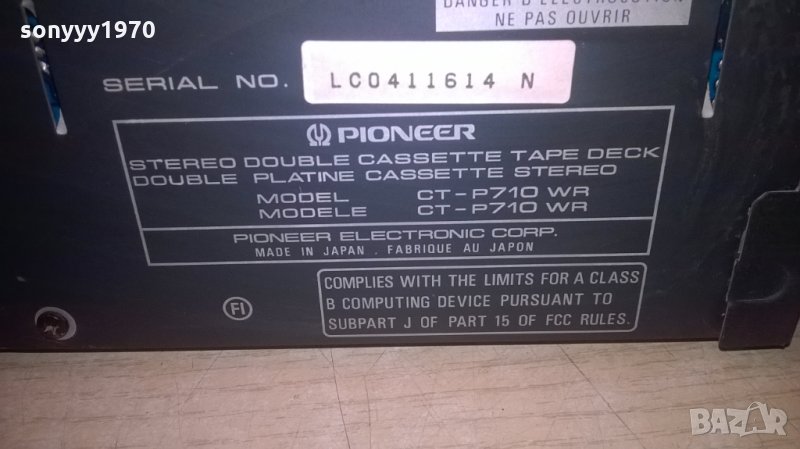 sonyyy1970
NE PAS OUVRIR
SERIAL NO. LC0411614 N
PIONEER
STEREO DOUBLE CASSETTE TAPE DECK
DOUBLE PLATINE CASSETTE STEREO
MODEL CT-P710 WR
MODELE CT-P710 WR
PIONEER ELECTRONIC CORP.
MADE IN JAPAN . FABRIQUE AU JAPON
FI
COMPLIES WITH THE LIMITS FOR A CLASS
B COMPUTING DEVICE PURSUANT TO
SUBPART J OF PART 15 OF FCC RULES.
BAZAR